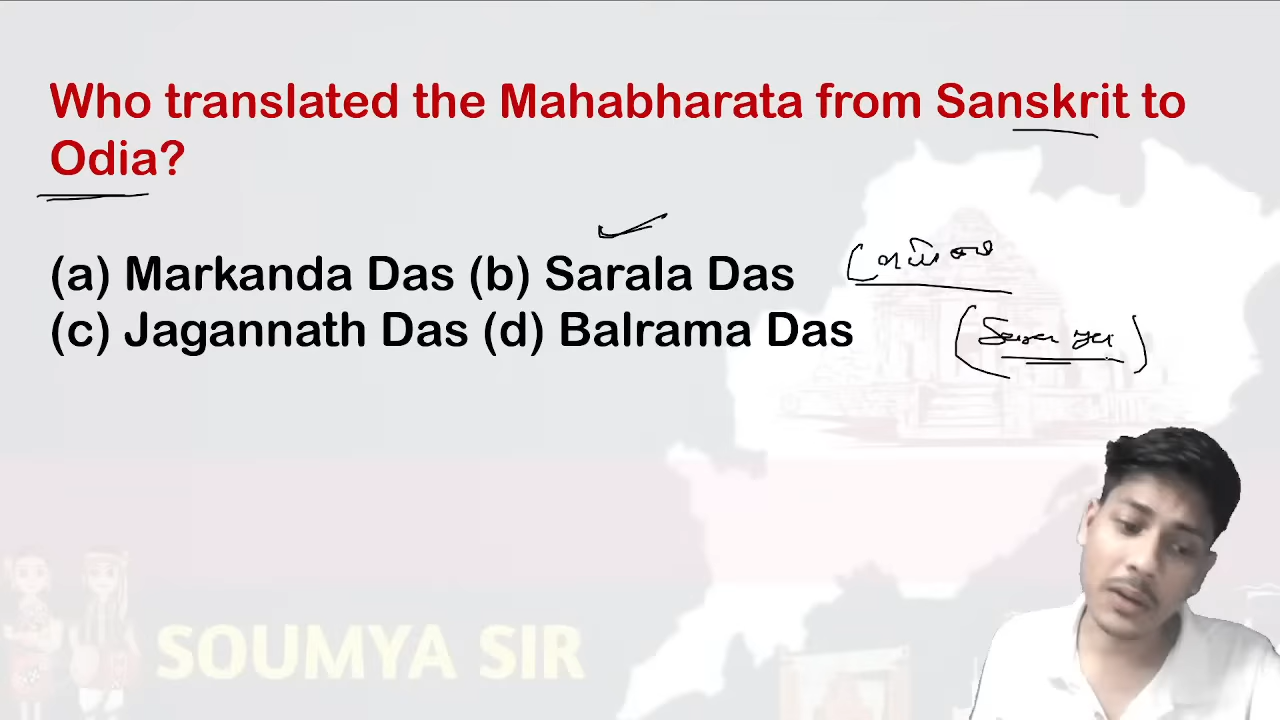 Who translated the Mahabharata from Sanskrit to
Odia?
(a) Markanda Das (b) Sarala Das
(c) Jagannath Das (d) Balrama Das
SOUMYA SIR